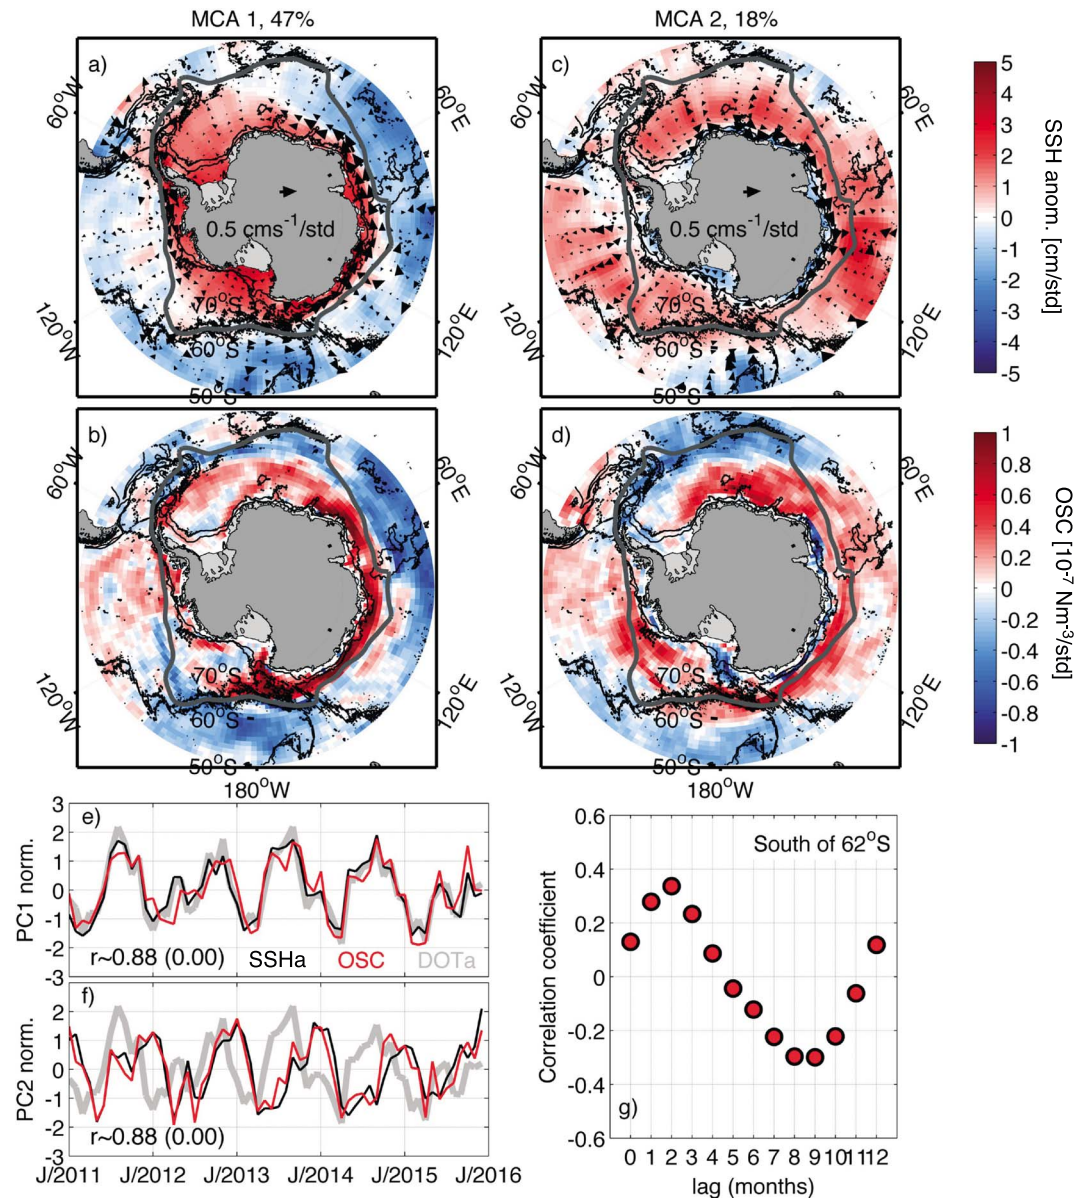 MCA 1, 47%
MCA 2, 18%
a)
60°W
60°E
0.5 cms-1/std
70°S
60°S
50°S
120°W
120°E
c)
60°W
60°E
0.5 cms-1/std
70°S
60°S
50°S
120°W
120°E
5
4
3
2
1
0
-1
-2
-3
-4
-5
SSH anom. [cm/std]
b)
60°W
60°E
70°S
60°S
50°S
120°W
120°E
180°W
d)
60°W
60°E
70°S
60°S
50°S
120°W
120°E
180°W
1
0.8
0.6
0.4
0.2
0
-0.2
-0.4
-0.6
-0.8
-1
OSC [10-7 Nm-3/std]
e)
PC1 norm.
3
2
1
0
-1
-2
-3
r~0.88 (0.00)
SSHa
OSC
DOTa
f)
PC2 norm.
2
1
0
-1
-2
-3
r~0.88 (0.00)
J/2011
J/2012
J/2013
J/2014
J/2015
J/2016
South of 62°S
Correlation coefficient
0.6
0.4
0.2
0
-0.2
-0.4
-0.6
g)
0 1 2 3 4 5 6 7 8 9 10 11 12
lag (months)